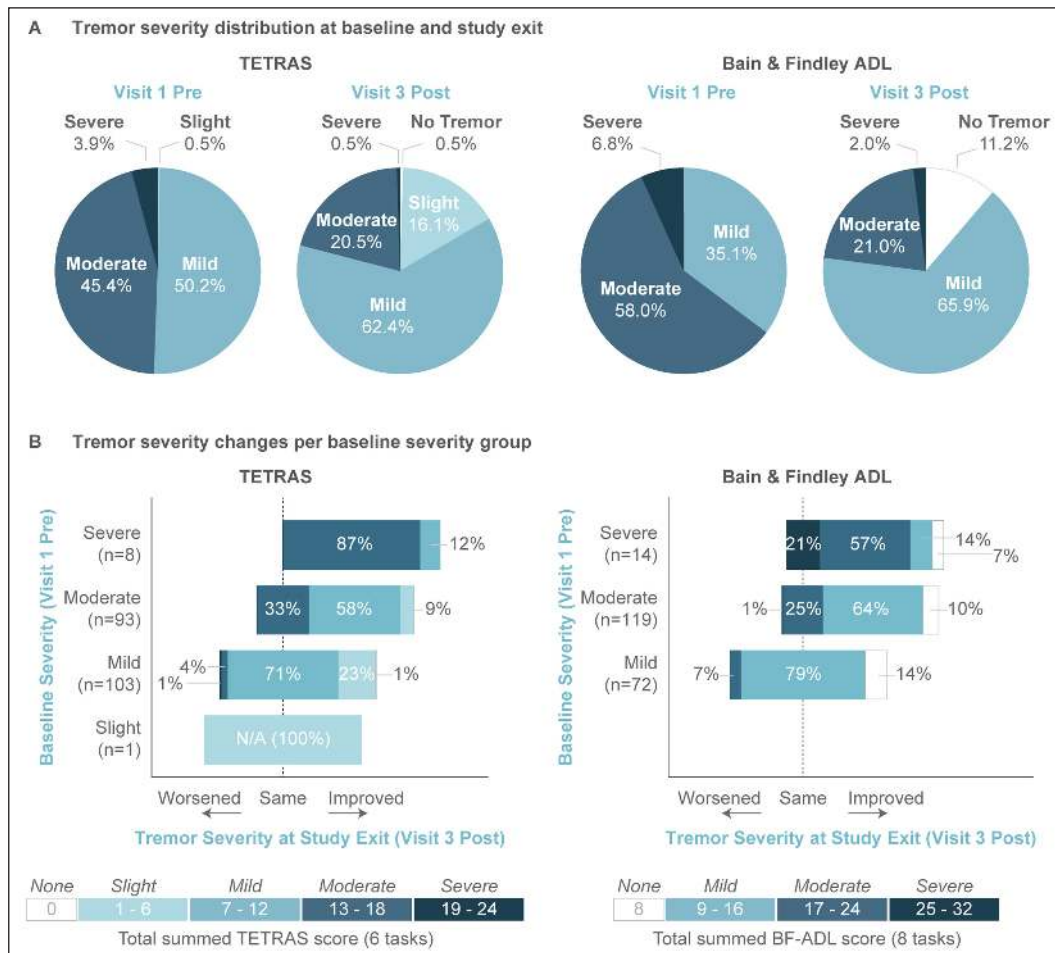 A Tremor severity distribution at baseline and study exit
TETRAS
Visit 1 Pre
Visit 3 Post
Severe
3.9%
Slight
0.5%
Moderate
45.4%
Mild
50.2%
Severe
0.5%
No Tremor
0.5%
Slight
16.1%
Moderate
20.5%
Mild
62.4%
Bain & Findley ADL
Visit 1 Pre
Visit 3 Post
Severe
6.8%
Mild
35.1%
Moderate
58.0%
Severe
2.0%
No Tremor
11.2%
Moderate
21.0%
Mild
65.9%
B Tremor severity changes per baseline severity group
TETRAS
Baseline Severity (Visit 1 Pre)
Severe
(n=8)
87%
12%
Moderate
(n=93)
33%
58%
9%
Mild
(n=103)
4%
1%
71%
23%
1%
Slight
(n=1)
N/A (100%)
Worsened Same Improved
Tremor Severity at Study Exit (Visit 3 Post)
None Slight Mild Moderate Severe
0 1 - 6 7 - 12 13 - 18 19 - 24
Total summed TETRAS score (6 tasks)
Bain & Findley ADL
Baseline Severity (Visit 1 Pre)
Severe
(n=14)
21%
57%
14%
7%
Moderate
(n=119)
1%
25%
64%
10%
Mild
(n=72)
7%
79%
14%
Worsened Same Improved
Tremor Severity at Study Exit (Visit 3 Post)
None Mild Moderate Severe
8 9 - 16 17 - 24 25 - 32
Total summed BF-ADL score (8 tasks)